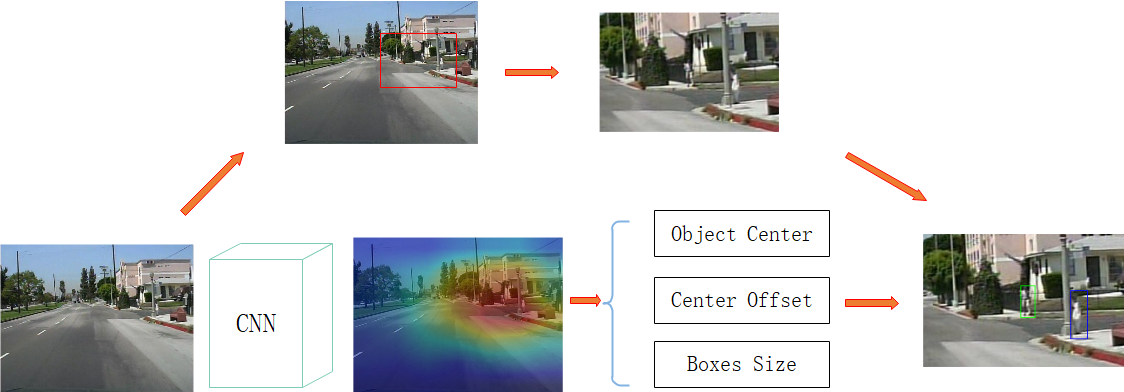 CNN
Object Center
Center Offset
Boxes Size